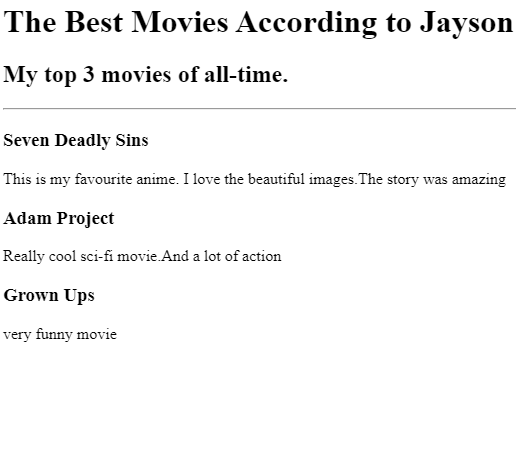 The Best Movies According to Jayson
My top 3 movies of all-time.
Seven Deadly Sins
This is my favourite anime. I love the beautiful images.The story was amazing
Adam Project
Really cool sci-fi movie.And a lot of action
Grown Ups
very funny movie